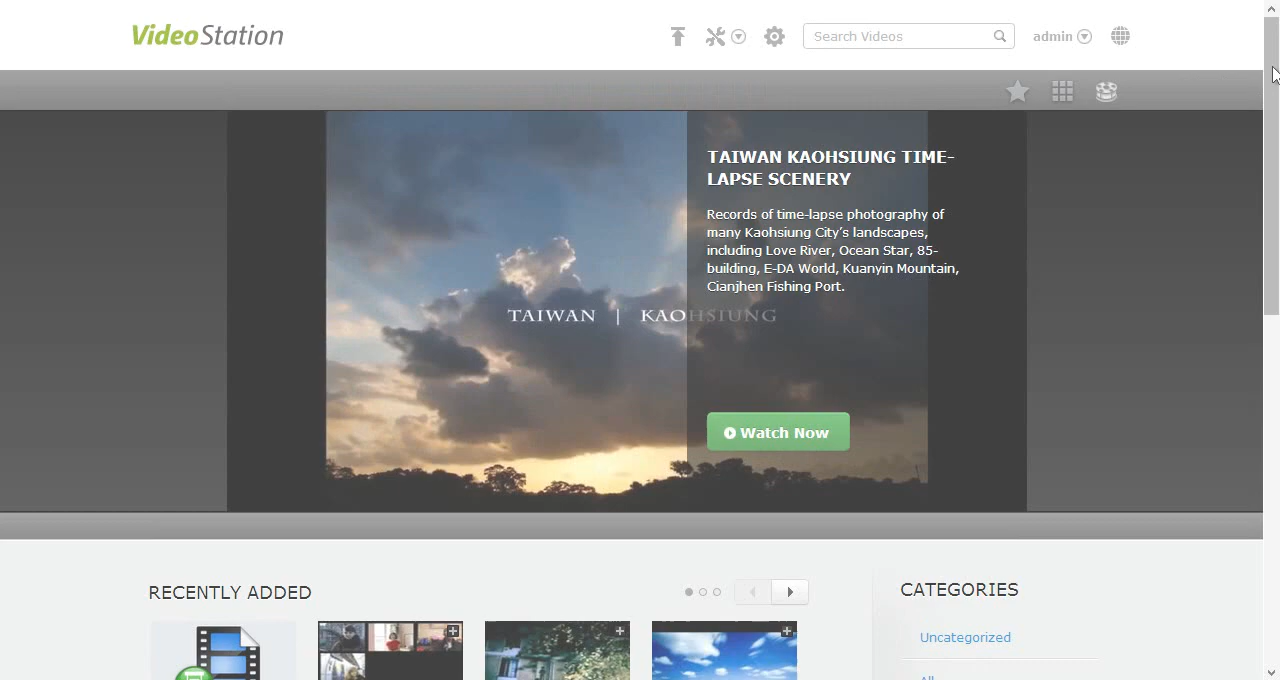 VideoStation
Search Videos
admin
TAIWAN KAOHSIUNG TIME-
LAPSE SCENERY
Records of time-lapse photography of
many Kaohsiung City’s landscapes,
including Love River, Ocean Star, 85-
building, E-DA World, Kuanyin Mountain,
Cianjhen Fishing Port.
TAIWAN | KAOHSIUNG
Watch Now
RECENTLY ADDED
CATEGORIES
Uncategorized
All